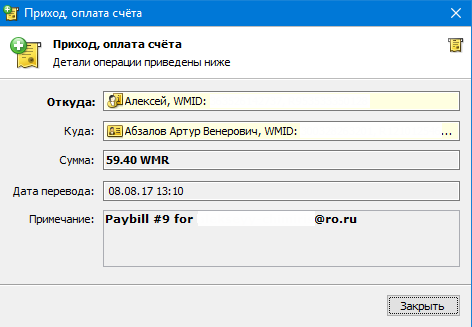 Приход, оплата счёта
Приход, оплата счёта
Детали операции приведены ниже
Откуда: Алексей, WMID:
Куда: Абзалов Артур Венерович, WMID: ...
Сумма: 59.40 WMR
Дата перевода: 08.08.17 13:10
Примечание: Paybill #9 for @ro.ru
Закрыть